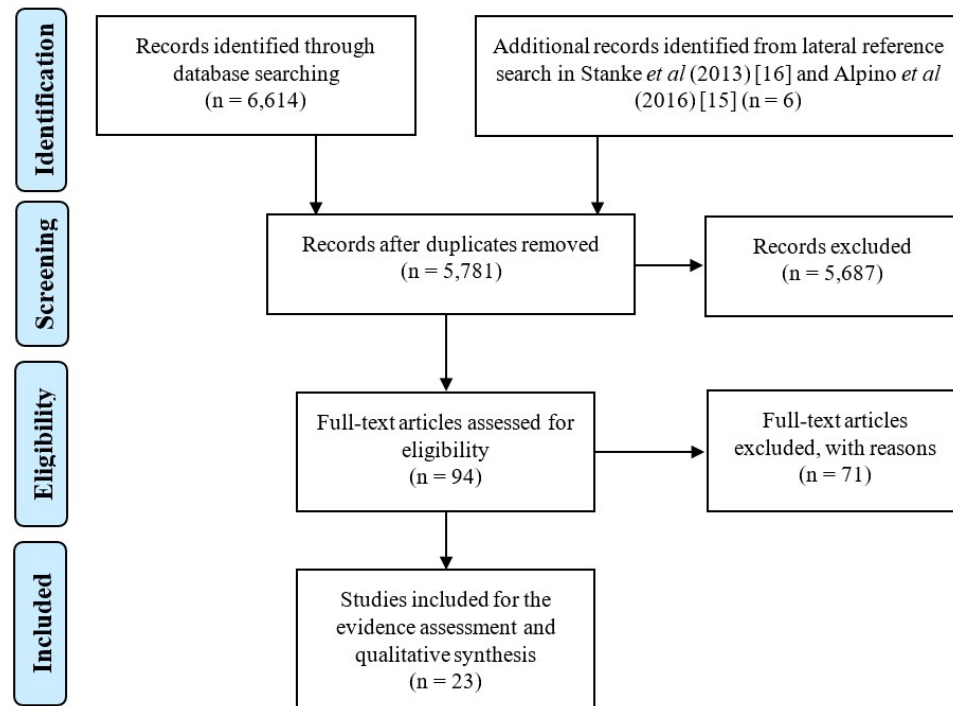 Identification
Records identified through
database searching
(n = 6,614)
Additional records identified from lateral reference
search in Stanke et al (2013) [16] and Alpino et al
(2016) [15] (n = 6)
Screening
Records after duplicates removed
(n = 5,781)
Records excluded
(n = 5,687)
Eligibility
Full-text articles assessed for
eligibility
(n = 94)
Full-text articles
excluded, with reasons
(n = 71)
Included
Studies included for the
evidence assessment and
qualitative synthesis
(n = 23)